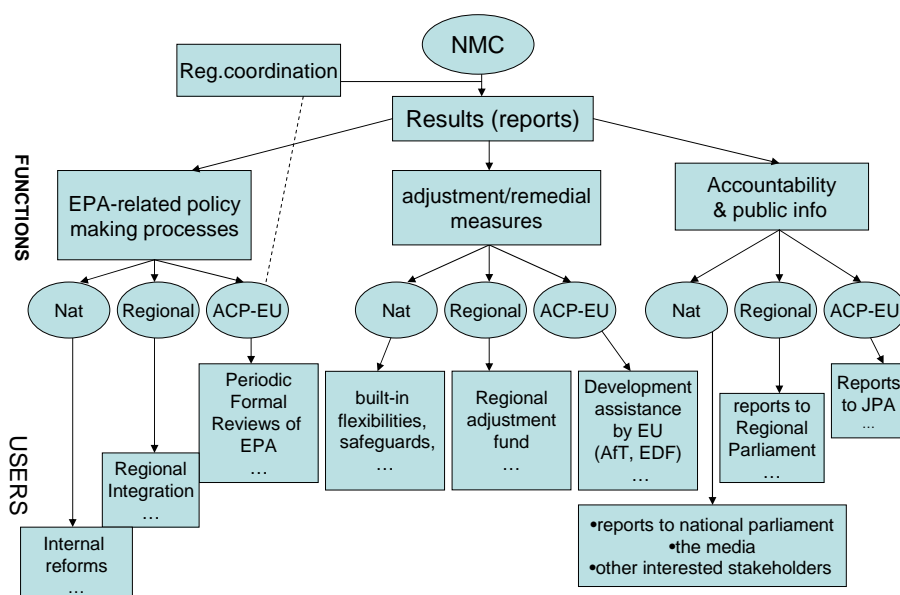 NMC
Reg.coordination
Results (reports)
FUNCTIONS
EPA-related policy
making processes
adjustment/remedial
measures
Accountability
& public info
Nat
Regional
ACP-EU
Nat
Regional
ACP-EU
Nat
Regional
ACP-EU
USERS
Internal
reforms
…
Regional
Integration
…
Periodic
Formal
Reviews of
EPA
…
built-in
flexibilities,
safeguards,
…
Regional
adjustment
fund
…
Development
assistance
by EU
(AfT, EDF)
…
•reports to national parliament
•the media
•other interested stakeholders
reports to
Regional
Parliament
…
Reports
to JPA
…